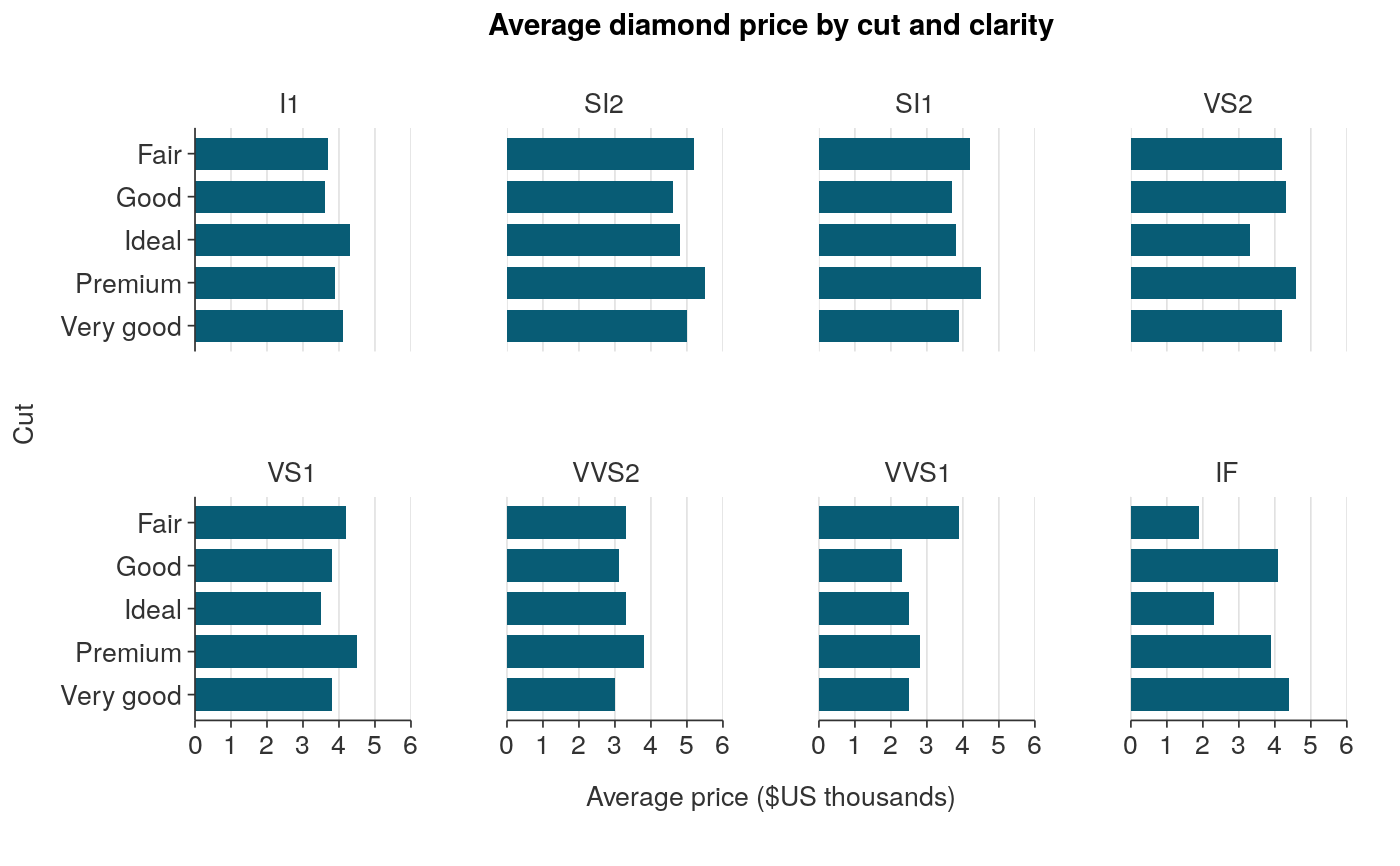 Average diamond price by cut and clarity
I1
SI2
SI1
VS2
Fair
Good
Ideal
Premium
Very good
Cut
VS1
VVS2
VVS1
IF
Fair
Good
Ideal
Premium
Very good
0 1 2 3 4 5 6
0 1 2 3 4 5 6
0 1 2 3 4 5 6
0 1 2 3 4 5 6
Average price ($US thousands)